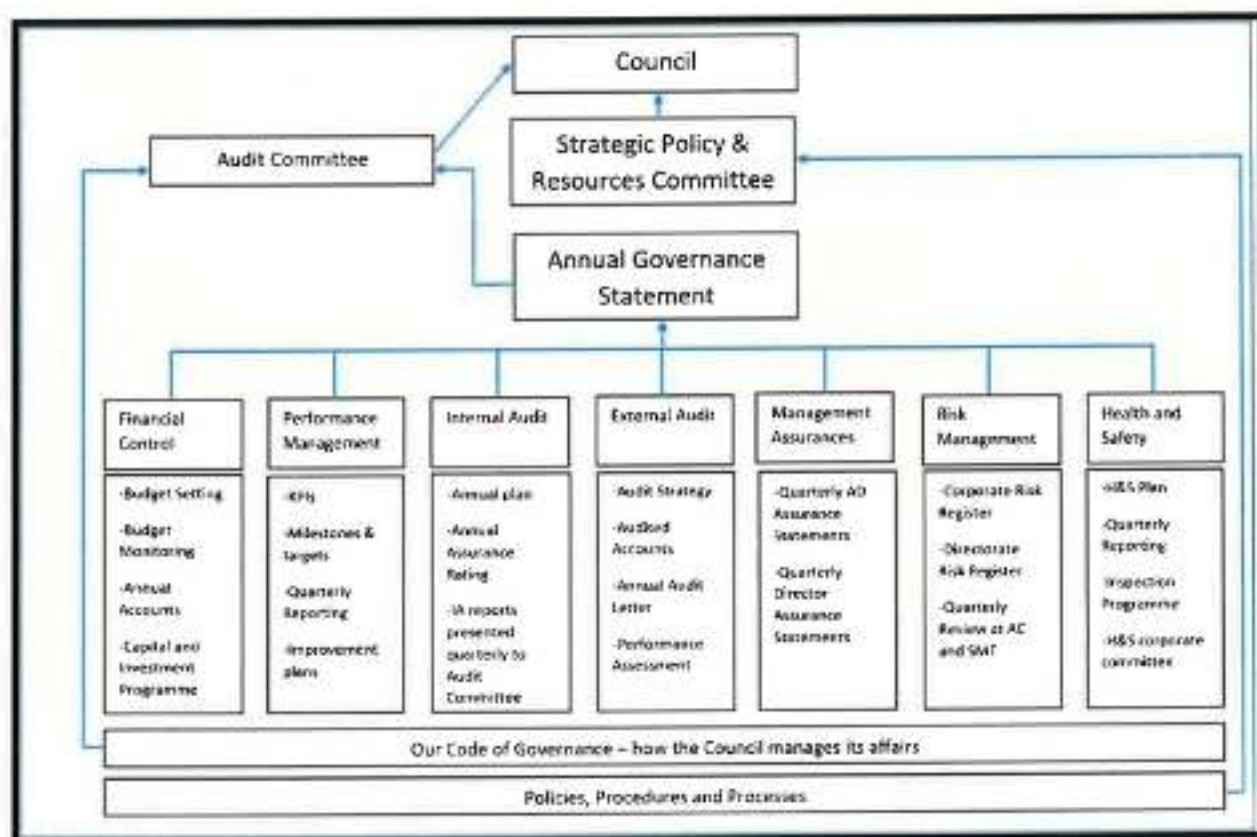 Council
Audit Committee
Strategic Policy &
Resources Committee
Annual Governance
Statement
Financial
Control
Performance
Management
Internal Audit
External Audit
Management
Assurances
Risk
Management
Health and
Safety
-Budget Setting
-Budget
Monitoring
-Annual
Accounts
-Capital and
Investment
Programme
-KPIs
-Milestones &
targets
-Quarterly
Reporting
-Improvement
plans
-Annual plan
-Annual
Assurance
Rating
-IA reports
presented
quarterly to
Audit
Committee
-Audit Strategy
-Audited
Accounts
-Annual Audit
Letter
-Performance
Assessment
-Quarterly AD
Assurance
Statements
-Quarterly
Director
Assurance
Statements
-Corporate Risk
Register
-Directorate
Risk Register
-Quarterly
Review at AC
and SMT
-H&S Plan
-Quarterly
Reporting
-Inspection
Programme
-H&S corporate
committee
Our Code of Governance – how the Council manages its affairs
Policies, Procedures and Processes